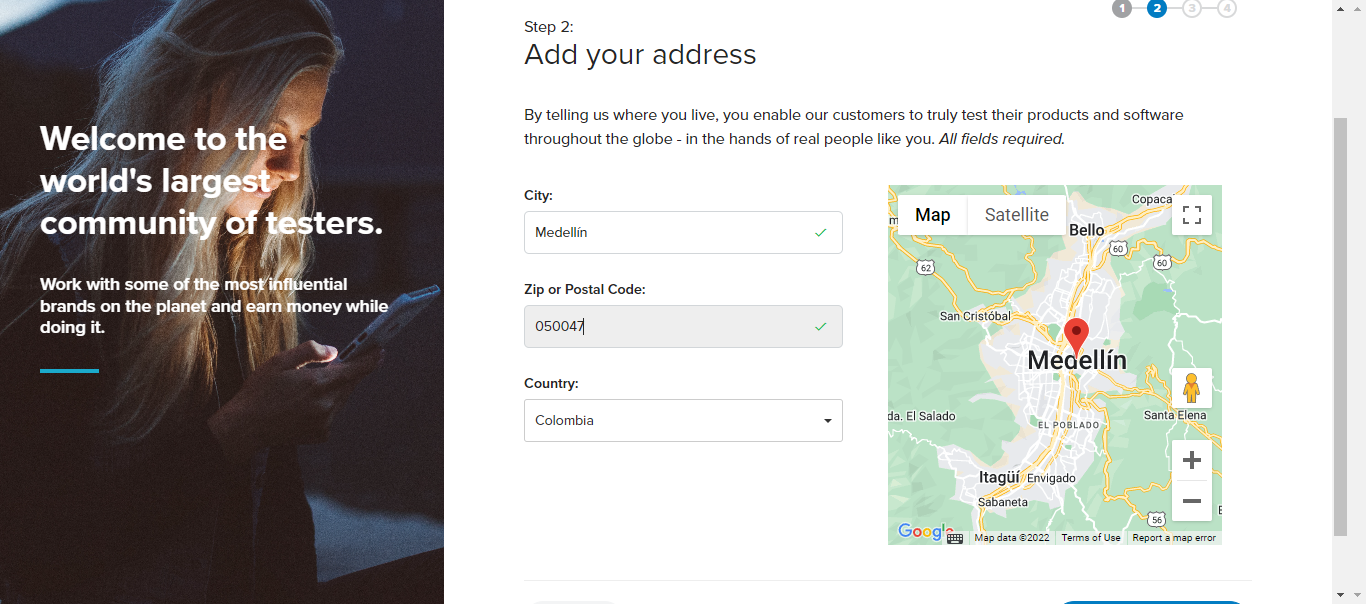 1 2 3 4
Step 2:
Add your address
Welcome to the
world's largest
community of testers.
Work with some of the most influential
brands on the planet and earn money while
doing it.
By telling us where you live, you enable our customers to truly test their products and software
throughout the globe - in the hands of real people like you. All fields required.
City:
Medellín
Zip or Postal Code:
050047
Country:
Colombia
Map Satellite
Copaca
Bello
60
60
62
San Cristóbal
Medellín
da. El Salado
Santa Elena
EL POBLADO
Itagüí
Envigado
Sabaneta
56
Google
Map data ©2022 Terms of Use Report a map error